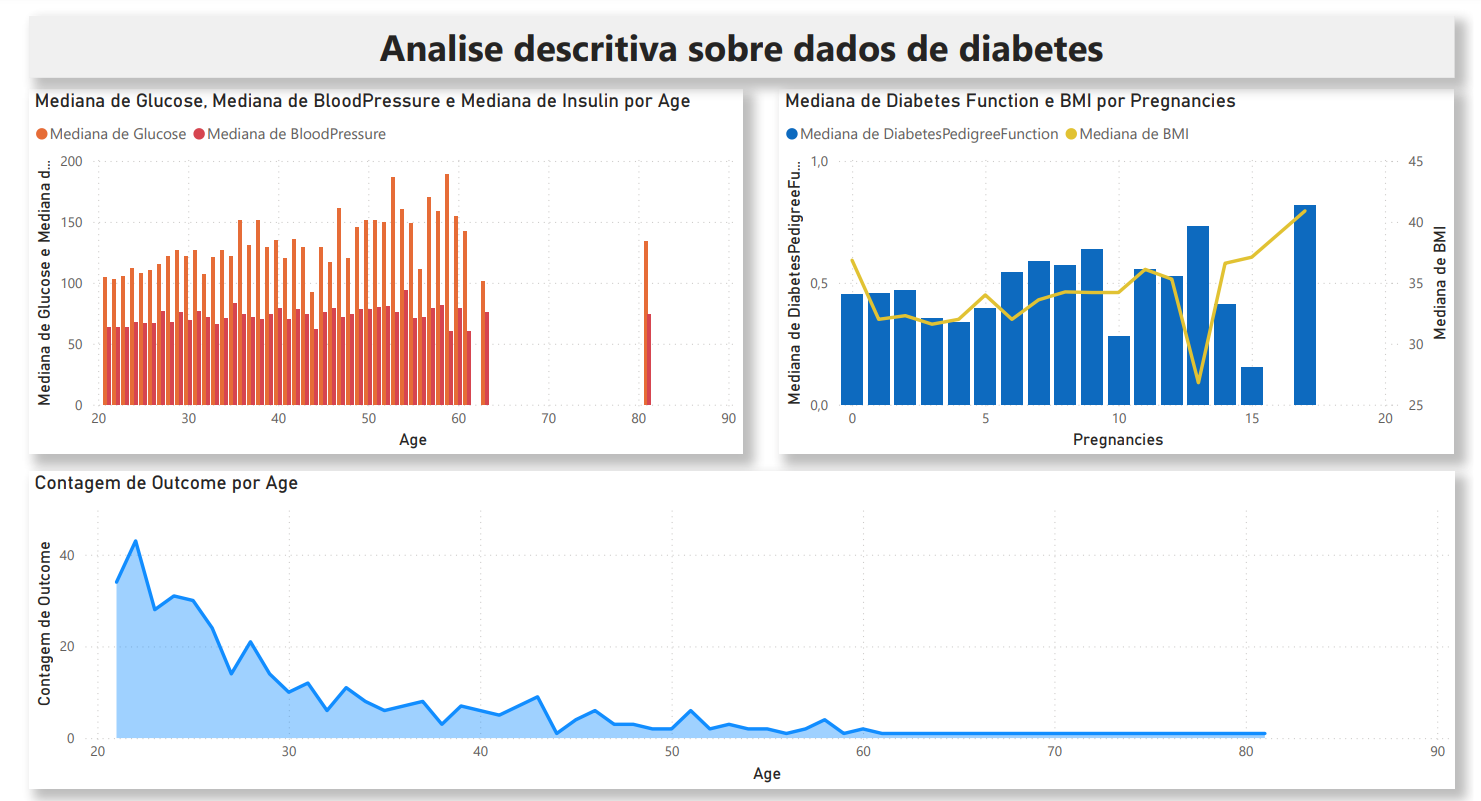 Analise descritiva sobre dados de diabetes
Mediana de Glucose, Mediana de BloodPressure e Mediana de Insulin por Age
Mediana de Glucose Mediana de BloodPressure
Mediana de Glucose e Mediana d...
200
150
100
50
0
20 30 40 50 60 70 80 90
Age
Mediana de Diabetes Function e BMI por Pregnancies
Mediana de DiabetesPedigreeFunction Mediana de BMI
Mediana de DiabetesPedigreeFu...
1,0
0,5
0,0
45
40
35
30
25
Mediana de BMI
0 5 10 15 20
Pregnancies
Contagem de Outcome por Age
Contagem de Outcome
40
20
0
20 30 40 50 60 70 80 90
Age